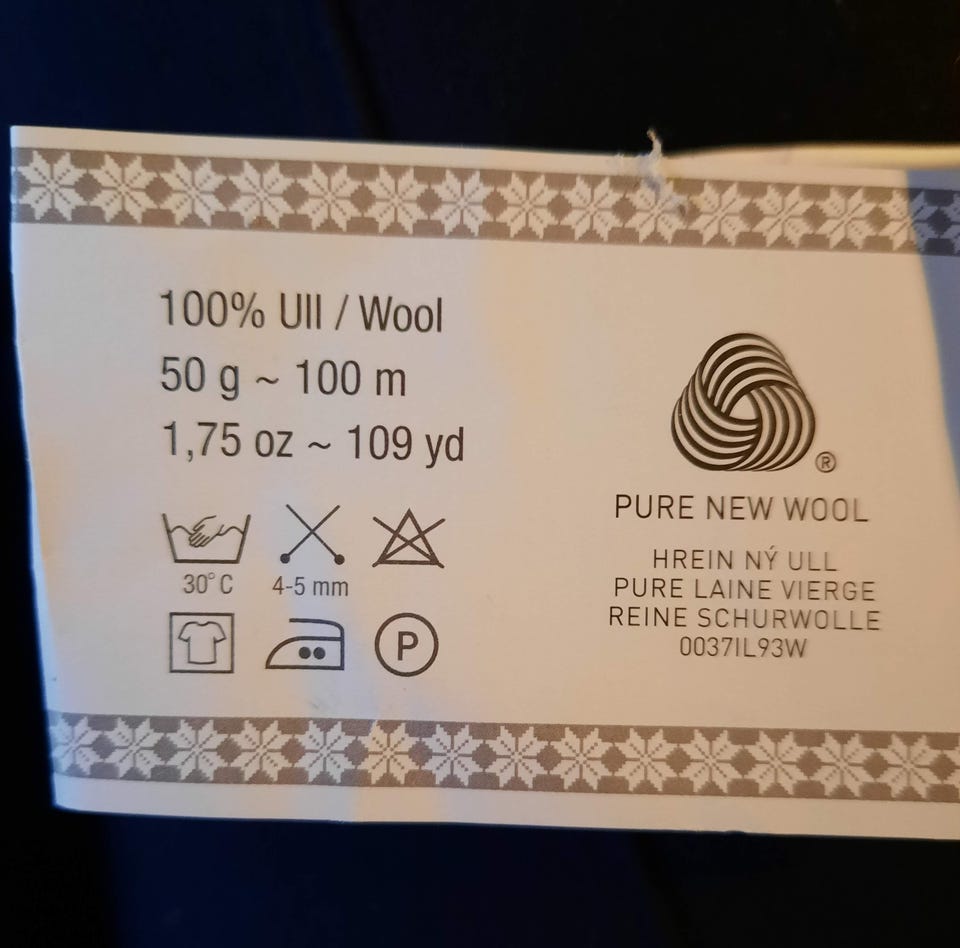 100% Ull / Wool
50 g ~ 100 m
1,75 oz ~ 109 yd
30° C
4-5 mm
P
®
PURE NEW WOOL
HREIN NÝ ULL
PURE LAINE VIERGE
REINE SCHURWOLLE
0037IL93W